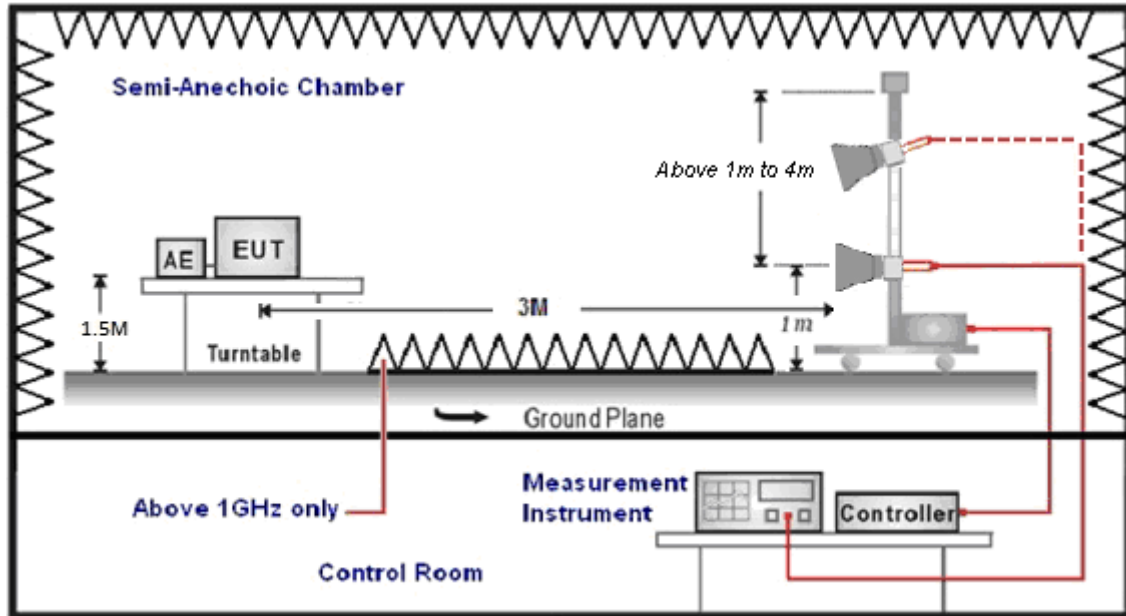 Semi-Anechoic Chamber
Above 1m to 4m
AE
EUT
1.5M
3M
1m
Turntable
Ground Plane
Above 1GHz only
Measurement
Instrument
Controller
Control Room